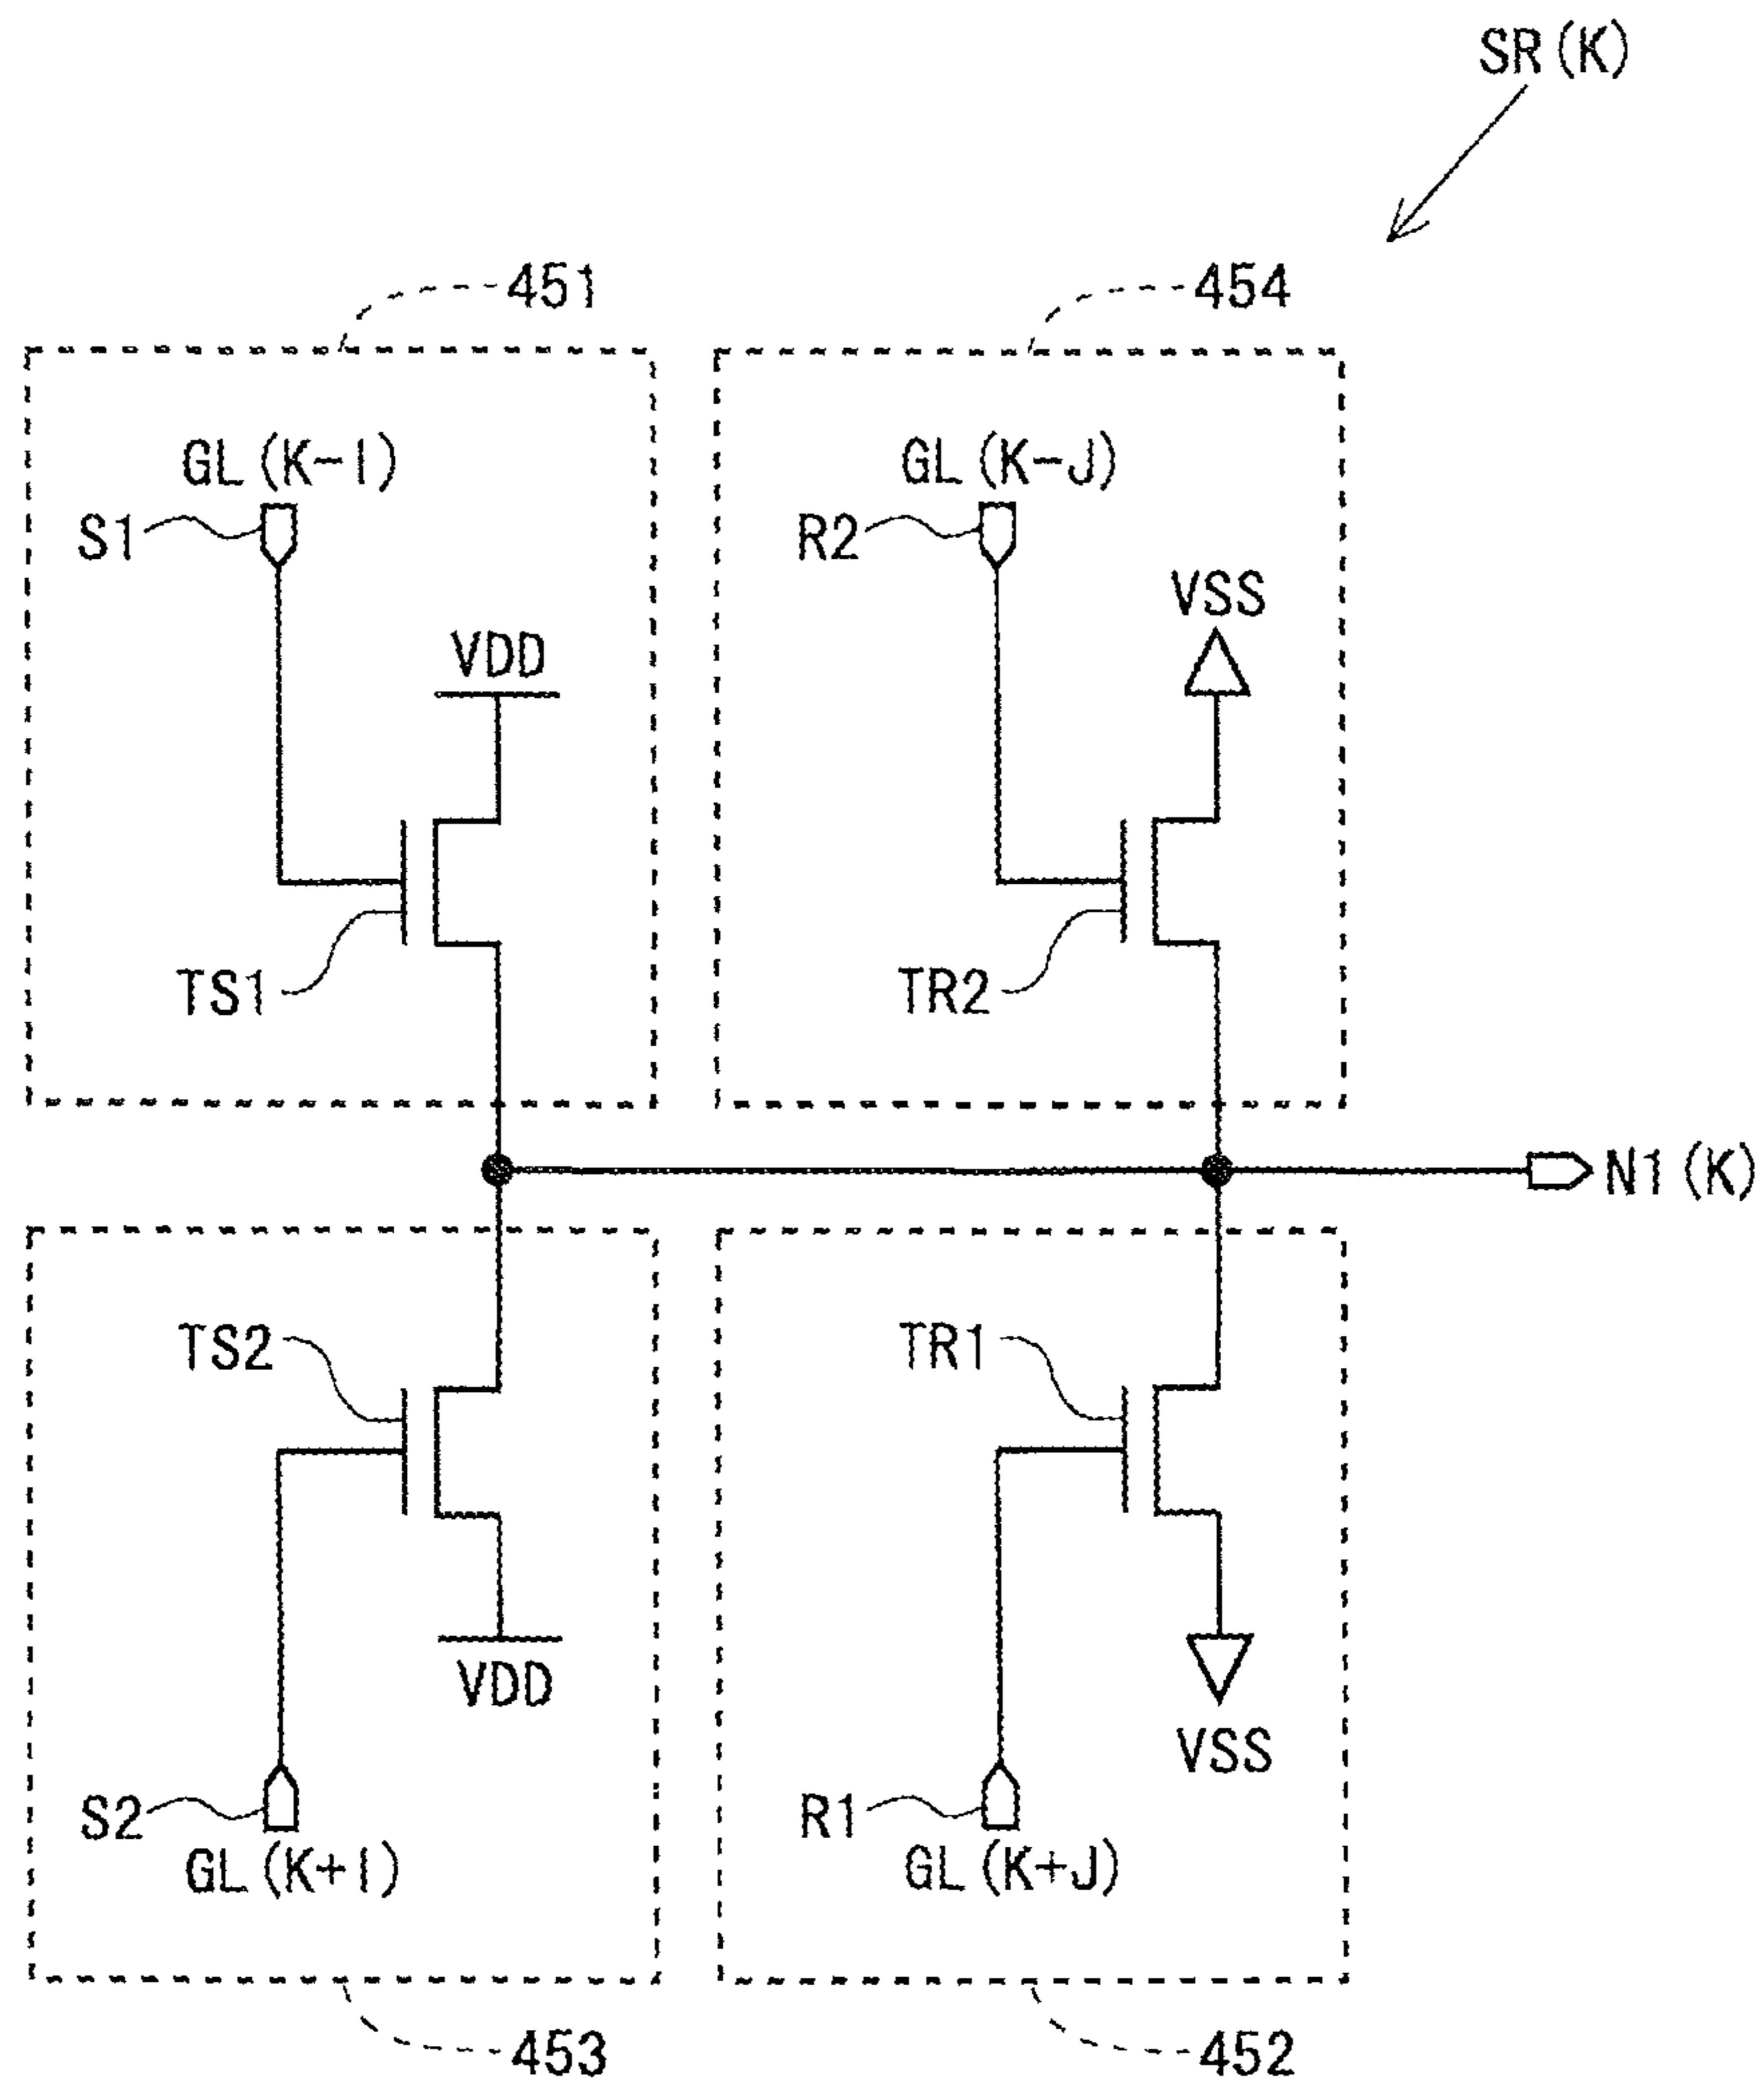 SR(K)
451
454
GL(K-I)
GL(K-J)
S1
R2
VSS
VDD
TS1
TR2
N1(K)
TS2
TR1
VDD
VSS
S2
R1
GL(K+I)
GL(K+J)
453
452